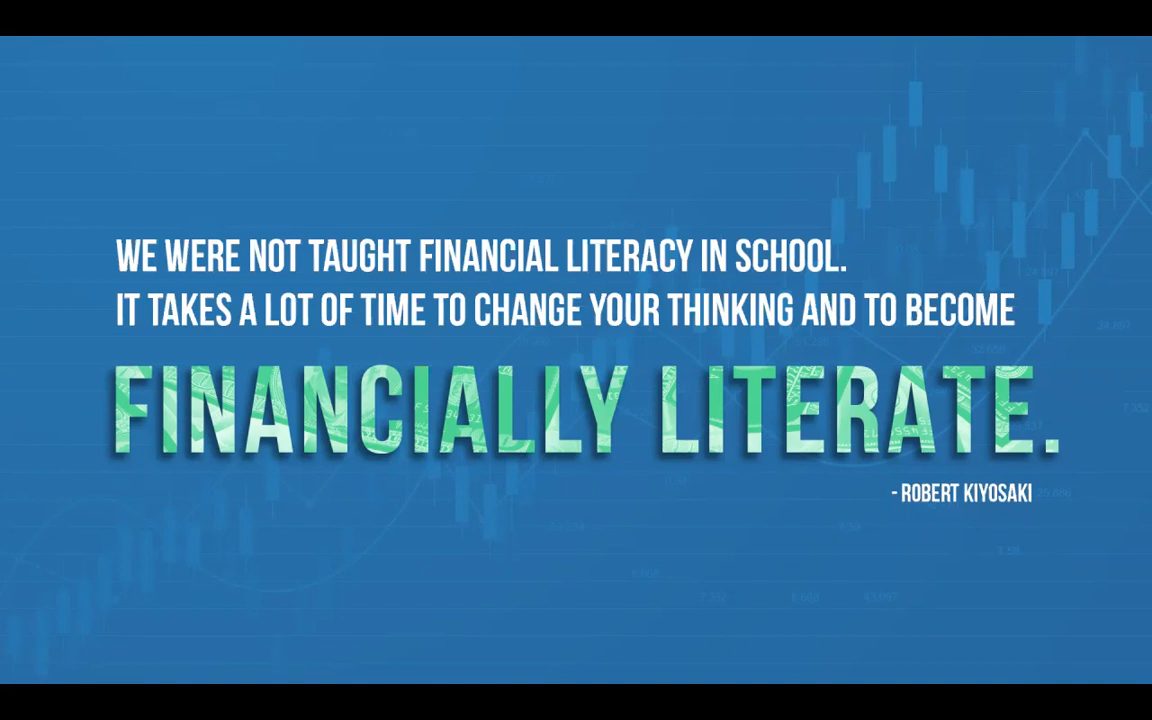 WE WERE NOT TAUGHT FINANCIAL LITERACY IN SCHOOL.
IT TAKES A LOT OF TIME TO CHANGE YOUR THINKING AND TO BECOME
FINANCIALLY LITERATE.
- ROBERT KIYOSAKI